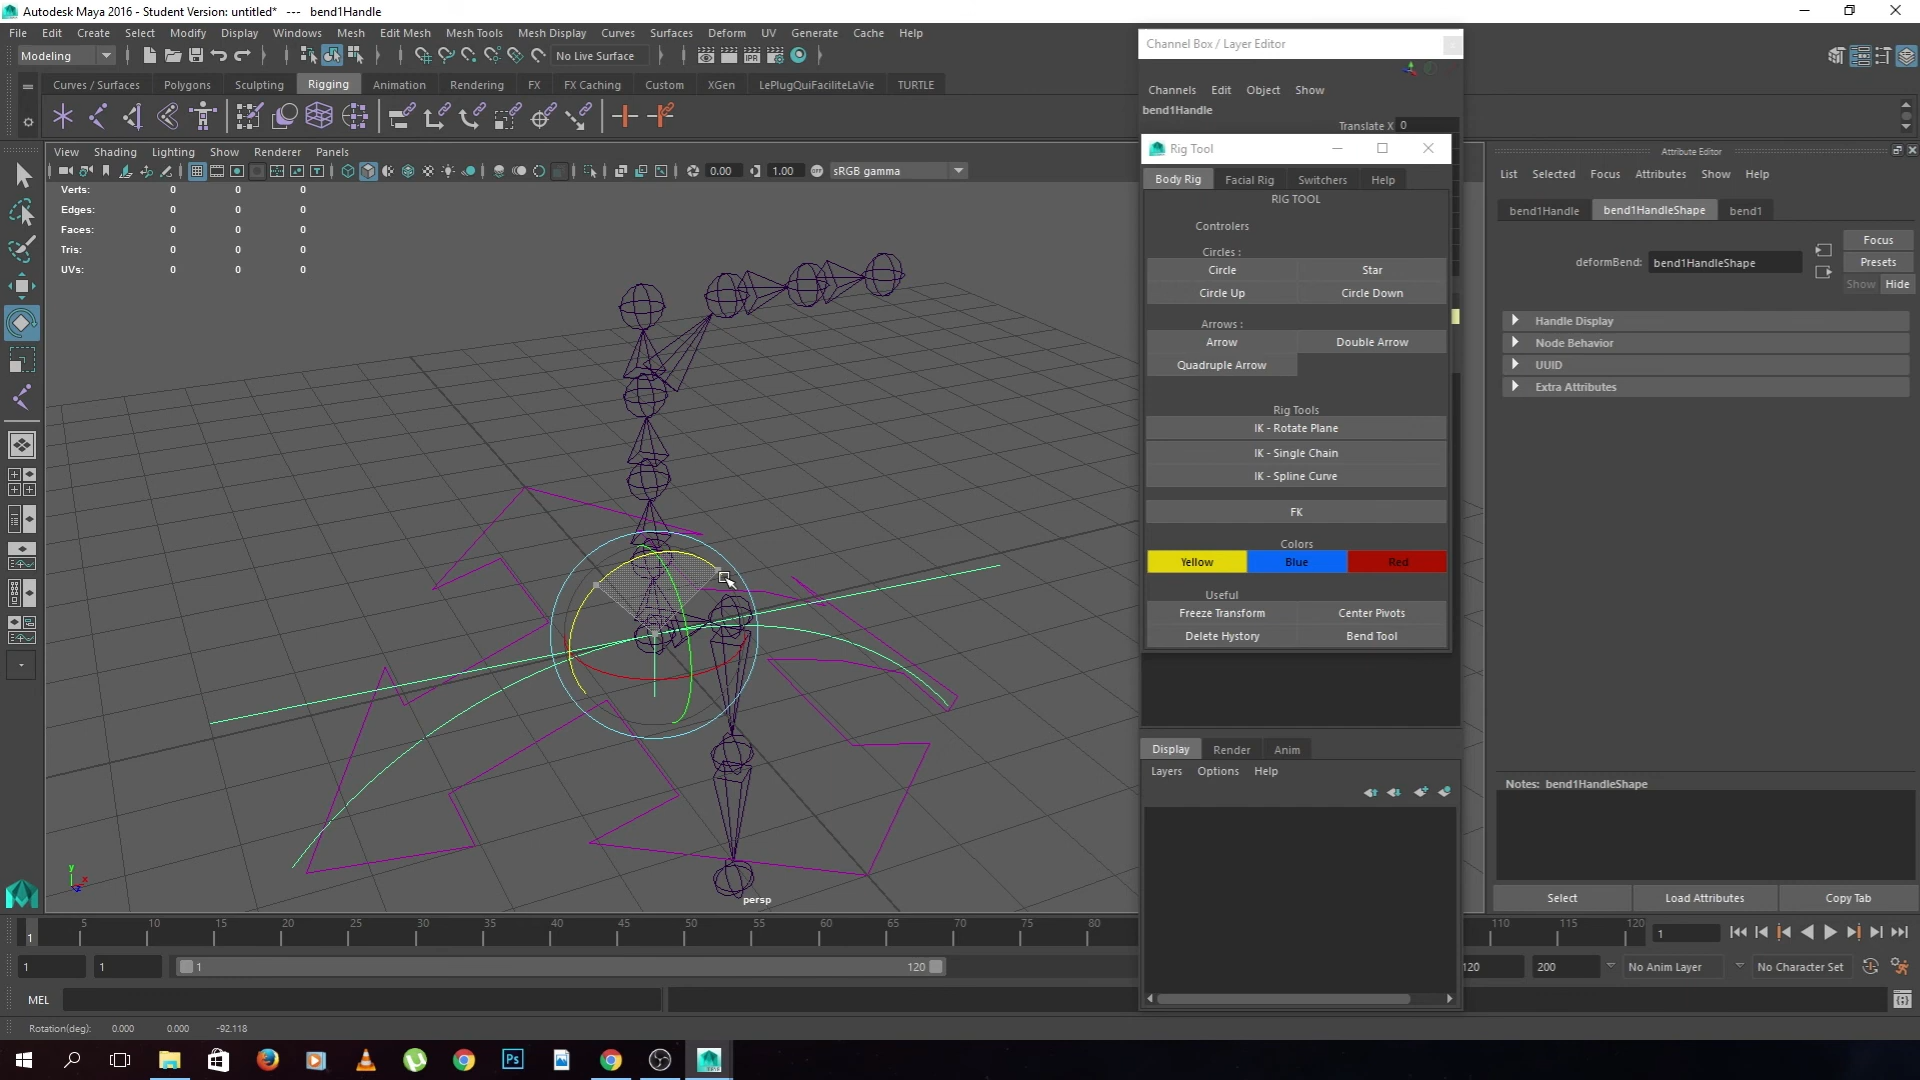 Autodesk Maya 2016 - Student Version: untitled* --- bend1Handle
File Edit Create Select Modify Display Windows Mesh Edit Mesh Mesh Tools Mesh Display Curves Surfaces Deform UV Generate Cache Help
Modeling No Live Surface
Curves / Surfaces Polygons Sculpting Rigging Animation Rendering FX FX Caching Custom XGen LePlugQuiFaciliteLaVie TURTLE
View Shading Lighting Show Renderer Panels
0.00 1.00 sRGB gamma
Verts: 0 0 0
Edges: 0 0 0
Faces: 0 0 0
Tris: 0 0 0
UVs: 0 0 0
y
x
persp
Channel Box / Layer Editor
Channels Edit Object Show
bend1Handle
Translate X 0
Rig Tool
Body Rig Facial Rig Switchers Help
RIG TOOL
Controlers
Circles :
Circle Star
Circle Up Circle Down
Arrows :
Arrow Double Arrow
Quadruple Arrow
Rig Tools
IK - Rotate Plane
IK - Single Chain
IK - Spline Curve
FK
Colors
Yellow Blue Red
Useful
Freeze Transform Center Pivots
Delete Hystory Bend Tool
Display Render Anim
Layers Options Help
Attribute Editor
List Selected Focus Attributes Show Help
bend1Handle bend1HandleShape bend1
deformBend: bend1HandleShape
Focus
Presets
Show Hide
Handle Display
Node Behavior
UUID
Extra Attributes
Notes: bend1HandleShape
Select Load Attributes Copy Tab
1 5 10 15 20 25 30 35 40 45 50 55 60 65 70 75 80 110 115 120 1
1 1 1 120 120 200 No Anim Layer No Character Set
MEL
Rotation(deg): 0.000 0.000 -92.118
Ps